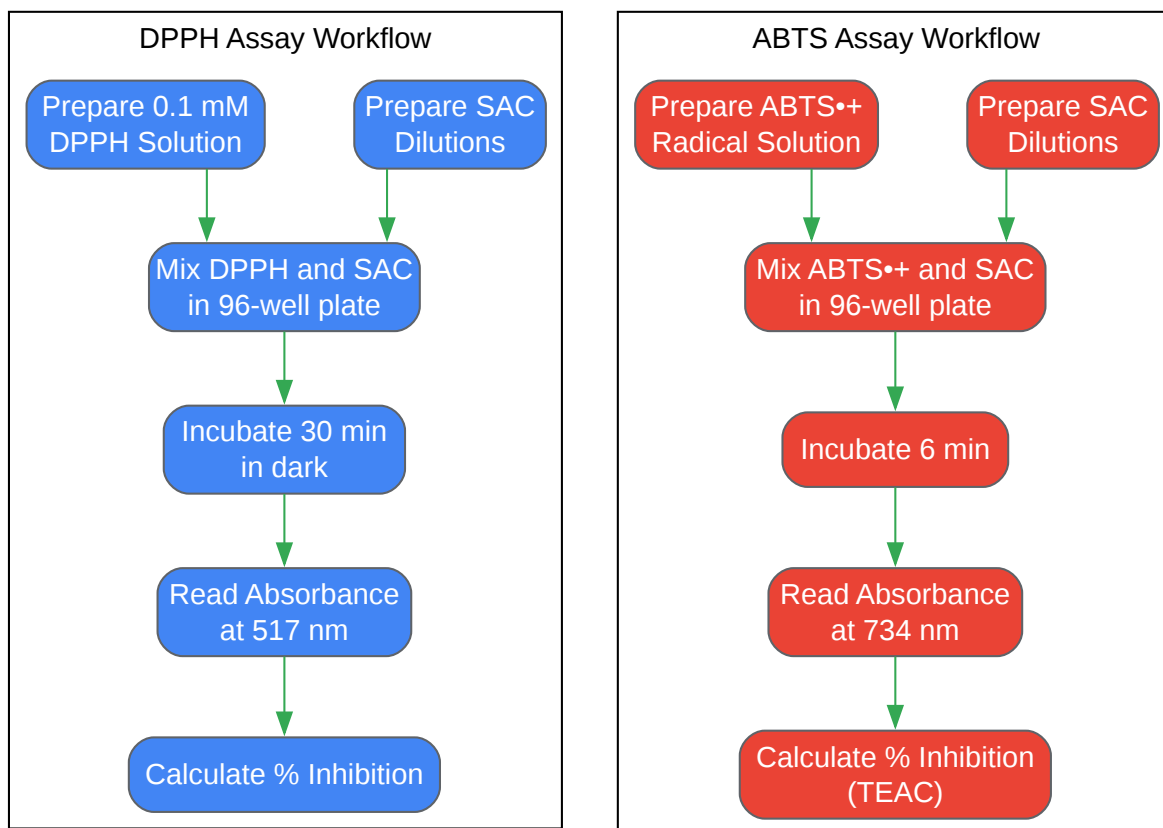 DPPH Assay Workflow
Prepare 0.1 mM
DPPH Solution
Prepare SAC
Dilutions
Mix DPPH and SAC
in 96-well plate
Incubate 30 min
in dark
Read Absorbance
at 517 nm
Calculate % Inhibition
ABTS Assay Workflow
Prepare ABTS•+
Radical Solution
Prepare SAC
Dilutions
Mix ABTS•+ and SAC
in 96-well plate
Incubate 6 min
Read Absorbance
at 734 nm
Calculate % Inhibition
(TEAC)